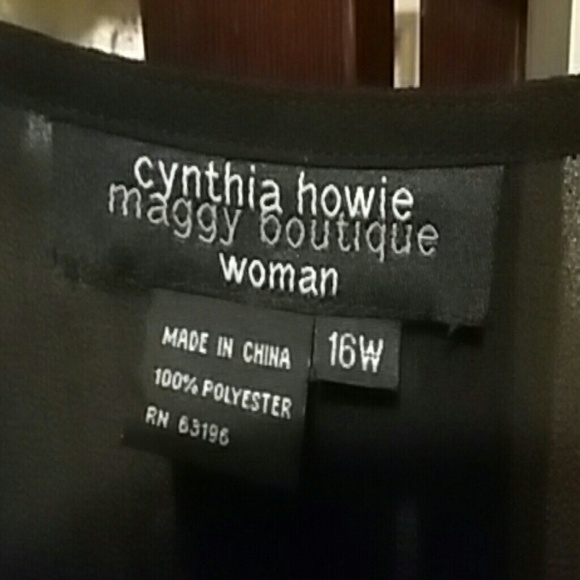 cynthia howie
maggy boutique
woman
16W
MADE IN CHINA
100% POLYESTER
RN 63196